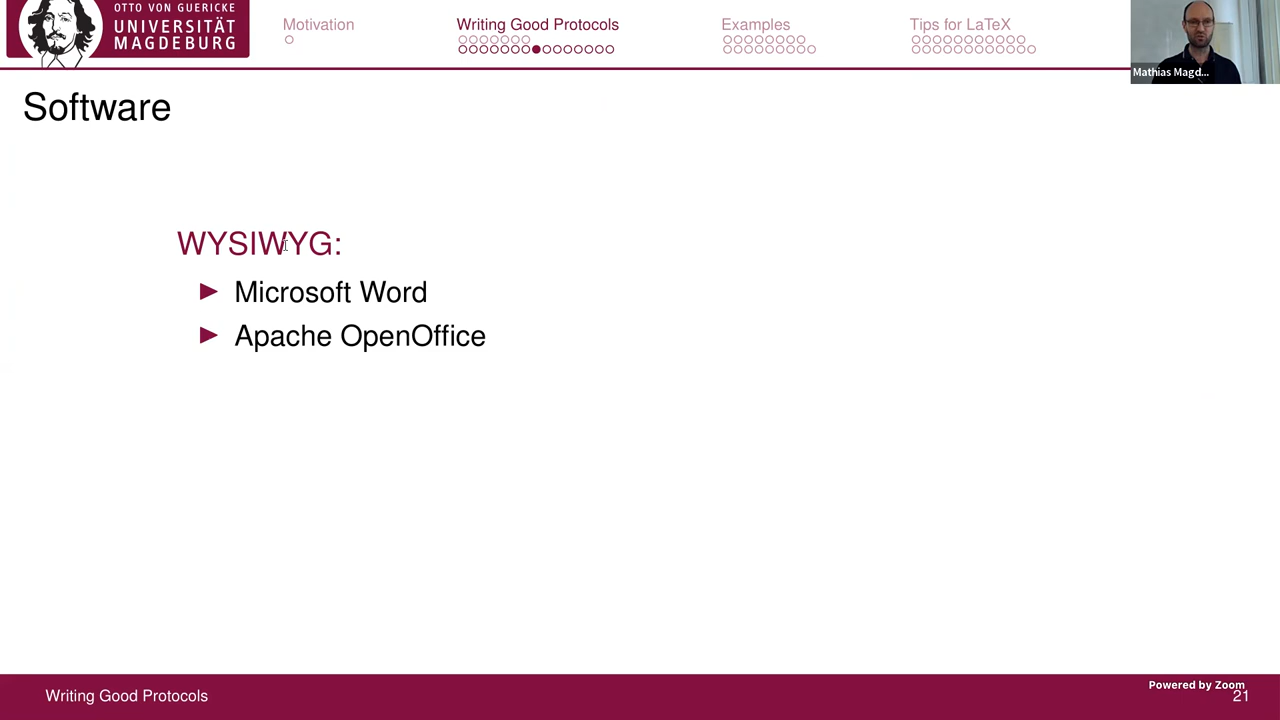 OTTO VON GUERICKE
UNIVERSITÄT
MAGDEBURG
Motivation
Writing Good Protocols
Examples
Tips for LaTeX
Mathias Magd...
Software
WYSIWYG:
Microsoft Word
Apache OpenOffice
Writing Good Protocols
Powered by Zoom
21